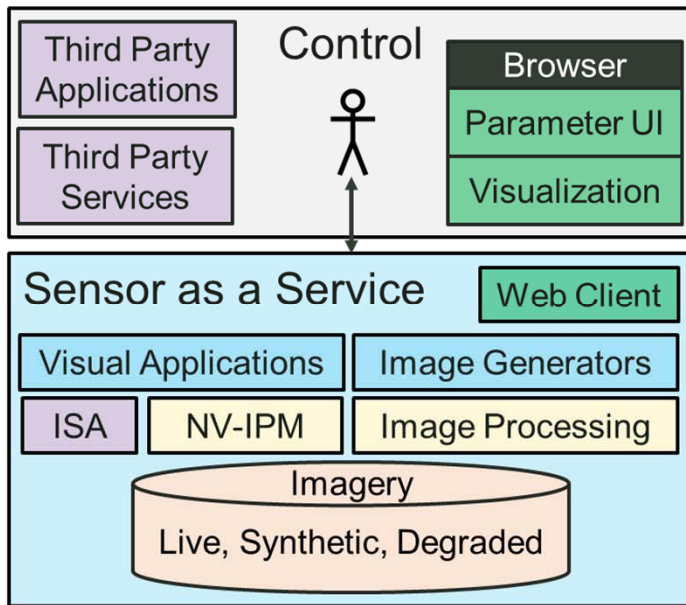 Control
Third Party
Applications
Third Party
Services
Browser
Parameter UI
Visualization
Sensor as a Service
Web Client
Visual Applications
Image Generators
ISA
NV-IPM
Image Processing
Imagery
Live, Synthetic, Degraded